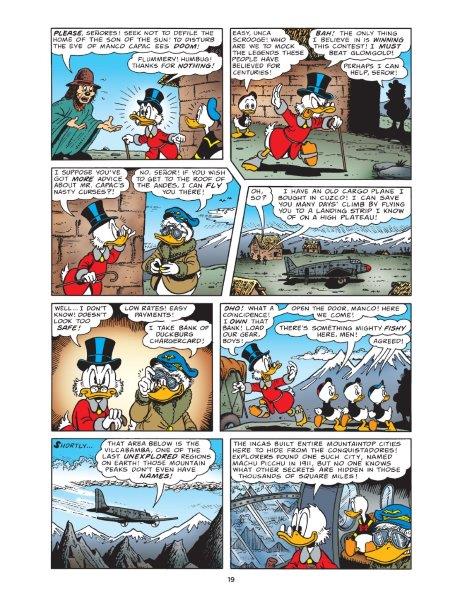 PLEASE, SEÑORES! SEEK NOT TO DEFILE
THE HOME OF THE SON OF THE SUN! TO DISTURB
THE EYE OF MANCO CAPAC EES DOOM!
FLUMMERY! HUMBUG!
THANKS FOR NOTHING!
EASY, UNCA
SCROOGE! WHO
ARE WE TO MOCK
THE LEGENDS THESE
PEOPLE HAVE
BELIEVED FOR
CENTURIES!
BAH! THE ONLY THING
I BELIEVE IN IS WINNING
THIS CONTEST! I MUST
BEAT GLOMGOLD!
PERHAPS I CAN
HELP, SEÑOR!
I SUPPOSE YOU'VE
GOT MORE ADVICE
ABOUT MR. CAPAC'S
NASTY CURSES?!
NO, SEÑOR! IF YOU WISH
TO GET TO THE ROOF OF
THE ANDES, I CAN FLY
YOU THERE!
OH,
SO?
I HAVE AN OLD CARGO PLANE I
BOUGHT IN CUZCO! I CAN SAVE
YOU MANY DAYS' CLIMB BY FLYING
YOU TO A LANDING STRIP I KNOW
OF ON A HIGH PLATEAU!
WELL... I DON'T
KNOW! DOESN'T
LOOK TOO
SAFE!
LOW RATES! EASY
PAYMENTS!
I TAKE BANK OF
DUCKBURG
CHARGERCARD!
OHO! WHAT A
COINCIDENCE!
I OWN THAT
BANK! LOAD
OUR GEAR,
BOYS!
OPEN THE DOOR, MANCO! HERE
WE COME!
THERE'S SOMETHING MIGHTY FISHY
HERE, MEN!
AGREED!
SHORTLY...
THAT AREA BELOW IS THE
VILCABAMBA, ONE OF THE
LAST UNEXPLORED REGIONS
ON EARTH! THOSE MOUNTAIN
PEAKS DON'T EVEN HAVE
NAMES!
THE INCAS BUILT ENTIRE MOUNTAINTOP CITIES
HERE TO HIDE FROM THE CONQUISTADORES!
EXPLORERS FOUND ONE SUCH CITY, NAMED
MACHU PICCHU IN 1911, BUT NO ONE KNOWS
WHAT OTHER SECRETS ARE HIDDEN IN THOSE
THOUSANDS OF SQUARE MILES!
19